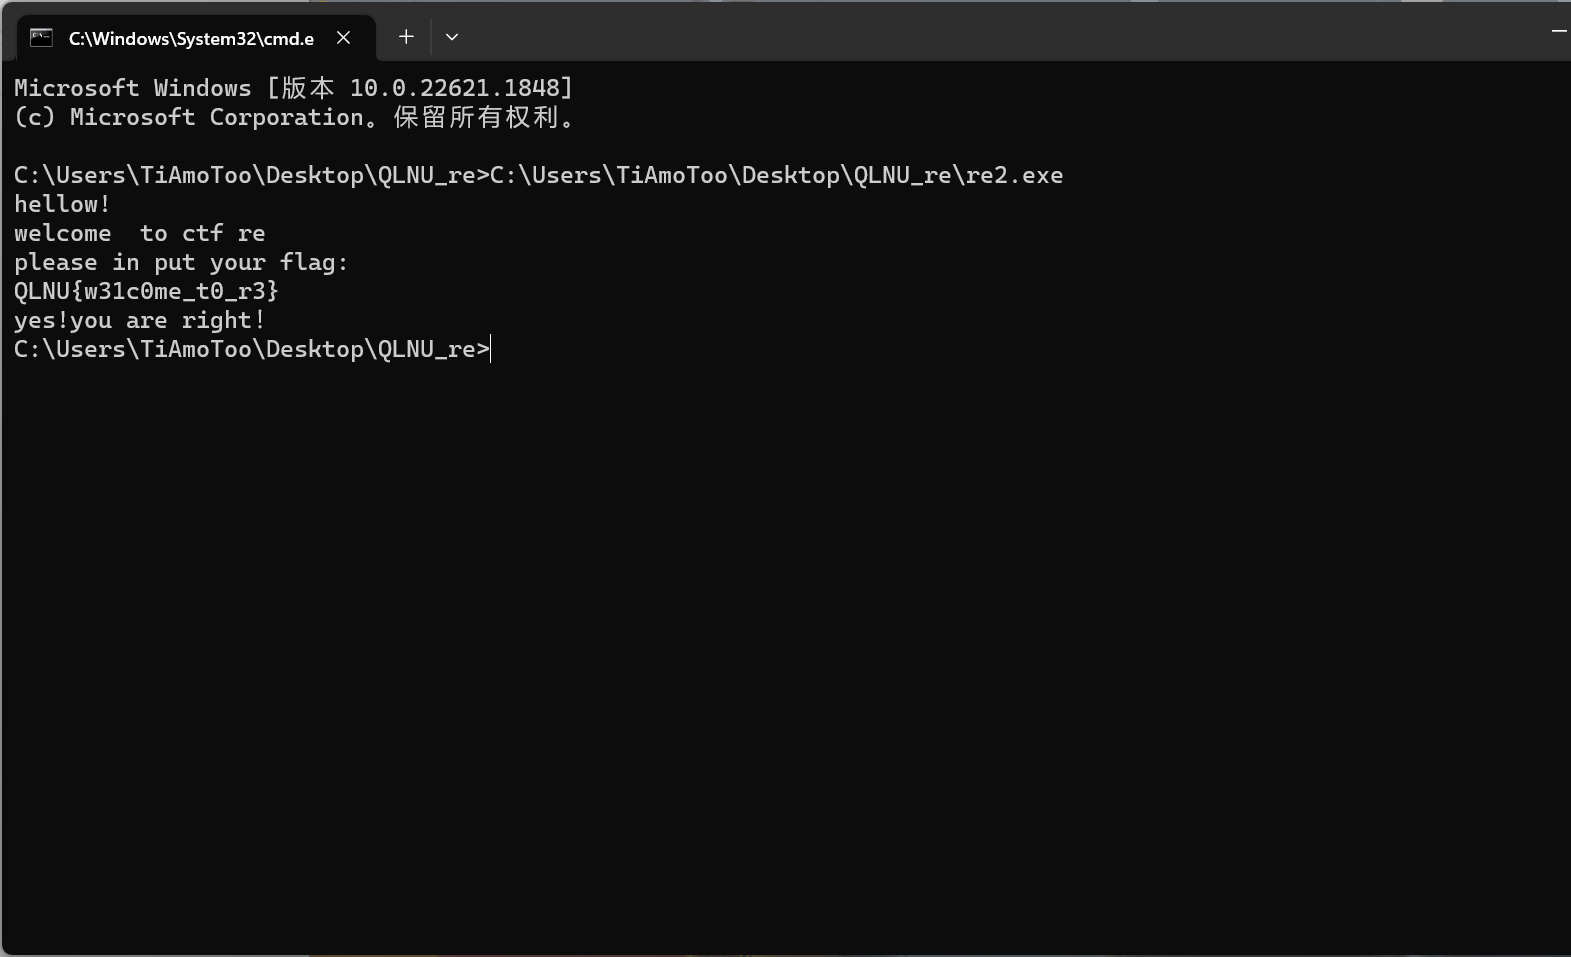 C:\Windows\System32\cmd.e
Microsoft Windows [版本 10.0.22621.1848]
(c) Microsoft Corporation。保留所有权利。
C:\Users\TiAmoToo\Desktop\QLNU_re>C:\Users\TiAmoToo\Desktop\QLNU_re\re2.exe
hellow!
welcome  to ctf re
please in put your flag:
QLNU{w31c0me_t0_r3}
yes!you are right!
C:\Users\TiAmoToo\Desktop\QLNU_re>